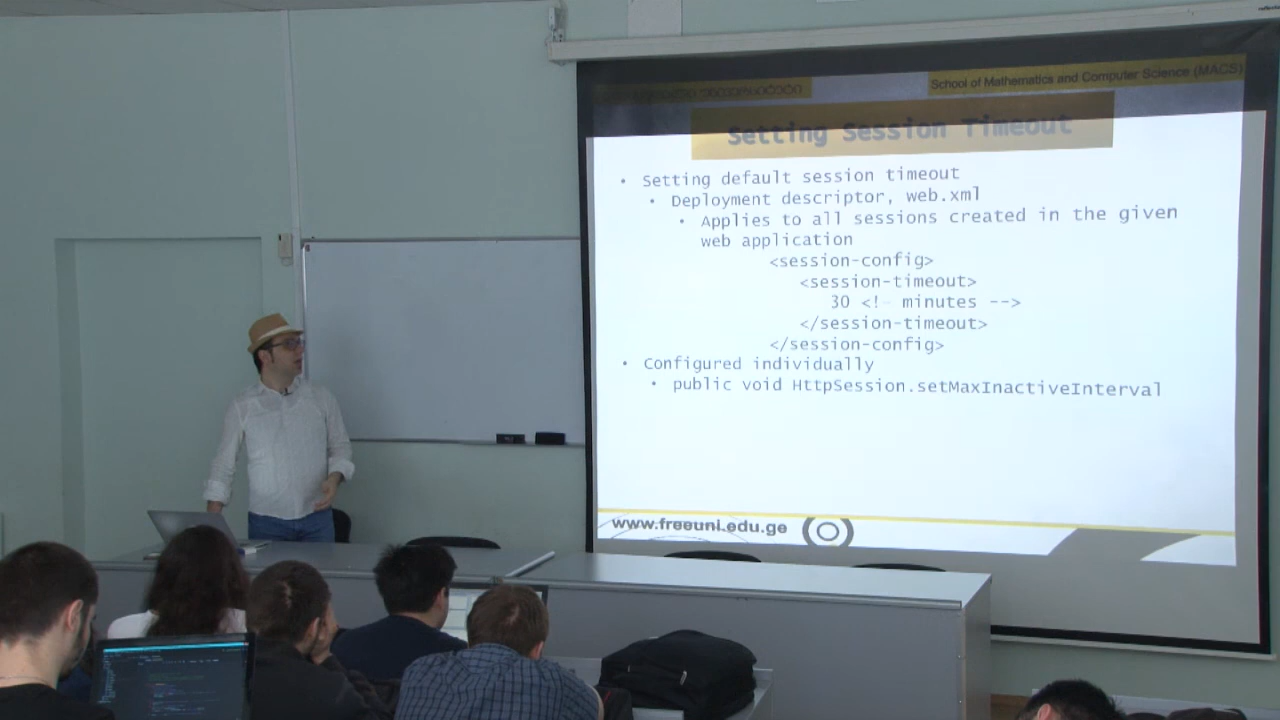 School of Mathematics and Computer Science (MACS)
Setting Session Timeout
• Setting default session timeout
• Deployment descriptor, web.xml
• Applies to all sessions created in the given
web application
<session-config>
<session-timeout>
30 <!– minutes -->
</session-timeout>
</session-config>
• Configured individually
• public void HttpSession.setMaxInactiveInterval
www.freeuni.edu.ge